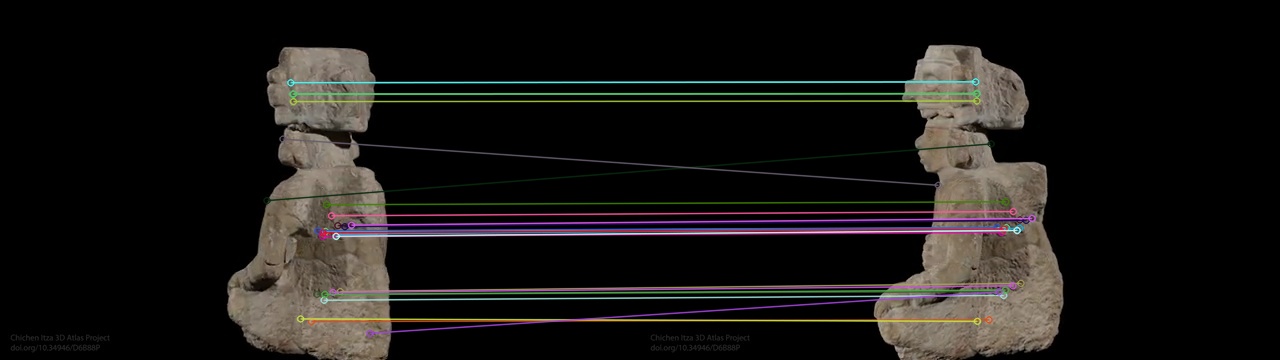 Chichen Itza 3D Atlas Project
doi.org/10.34946/D6B88P
Chichen Itza 3D Atlas Project
doi.org/10.34946/D6B88P